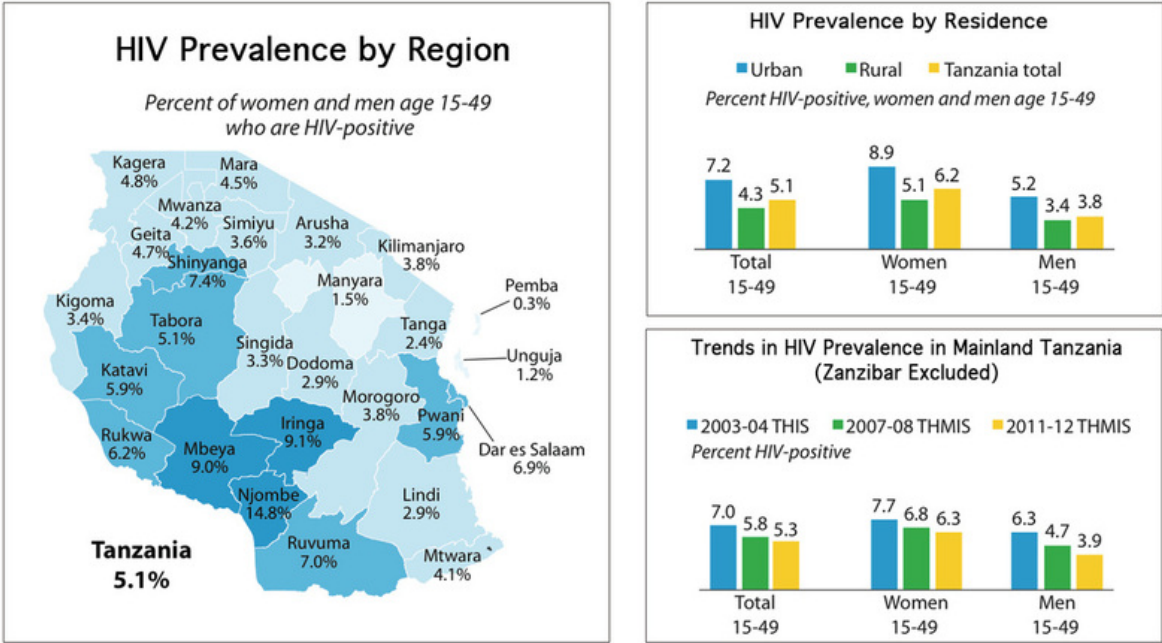 HIV Prevalence by Region
Percent of women and men age 15-49
who are HIV-positive
Kagera
4.8%
Mara
4.5%
Mwanza
4.2%
Simiyu
3.6%
Arusha
3.2%
Geita
4.7%
Kilimanjaro
3.8%
Shinyanga
7.4%
Manyara
1.5%
Pemba
0.3%
Kigoma
3.4%
Tabora
5.1%
Tanga
2.4%
Singida
3.3%
Unguja
1.2%
Dodoma
2.9%
Katavi
5.9%
Morogoro
3.8%
Pwani
5.9%
Iringa
9.1%
Rukwa
6.2%
Mbeya
9.0%
Dar es Salaam
6.9%
Njombe
14.8%
Lindi
2.9%
Ruvuma
7.0%
Mtwara
4.1%
Tanzania
5.1%
HIV Prevalence by Residence
Urban Rural Tanzania total
Percent HIV-positive, women and men age 15-49
7.2 4.3 5.1 8.9 5.1 6.2 5.2 3.4 3.8
Total Women Men
15-49 15-49 15-49
Trends in HIV Prevalence in Mainland Tanzania
(Zanzibar Excluded)
2003-04 THIS 2007-08 THMIS 2011-12 THMIS
Percent HIV-positive
7.0 5.8 5.3 7.7 6.8 6.3 6.3 4.7 3.9
Total Women Men
15-49 15-49 15-49